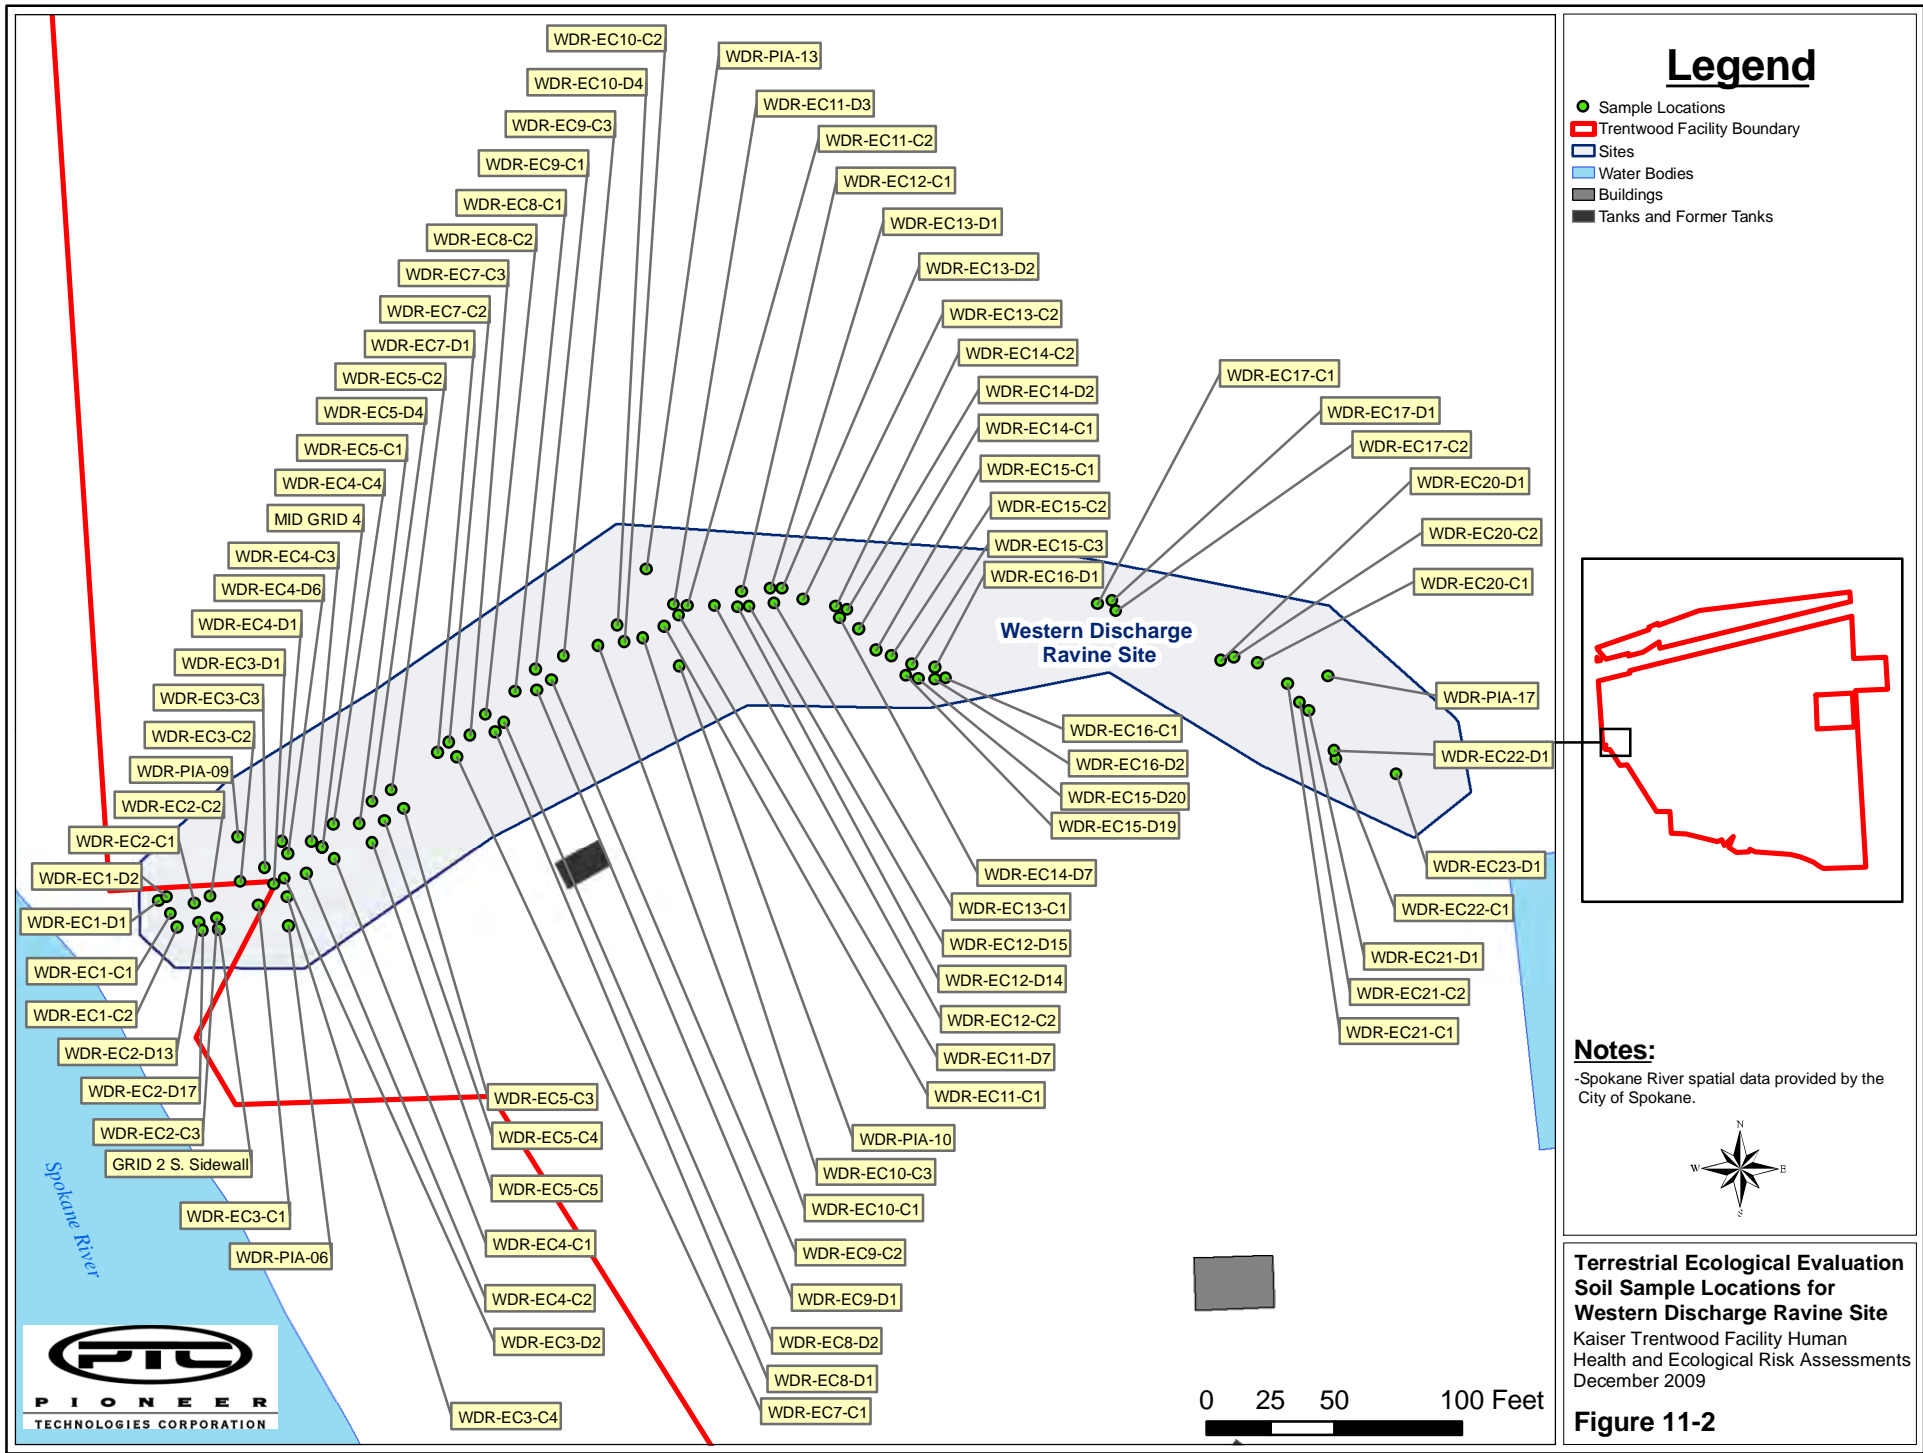 WDR-EC10-C2
WDR-PIA-13
WDR-EC10-D4
WDR-EC11-D3
WDR-EC9-C3
WDR-EC11-C2
WDR-EC9-C1
WDR-EC12-C1
WDR-EC8-C1
WDR-EC13-D1
WDR-EC8-C2
WDR-EC13-D2
WDR-EC7-C3
WDR-EC7-C2
WDR-EC13-C2
WDR-EC7-D1
WDR-EC14-C2
WDR-EC5-C2
WDR-EC17-C1
WDR-EC14-D2
WDR-EC5-D4
WDR-EC17-D1
WDR-EC14-C1
WDR-EC5-C1
WDR-EC17-C2
WDR-EC15-C1
WDR-EC4-C4
WDR-EC20-D1
WDR-EC15-C2
MID GRID 4
WDR-EC20-C2
WDR-EC15-C3
WDR-EC4-C3
WDR-EC16-D1
WDR-EC20-C1
WDR-EC4-D6
WDR-EC4-D1
Western Discharge
Ravine Site
WDR-EC3-D1
WDR-EC3-C3
WDR-PIA-17
WDR-EC3-C2
WDR-EC16-C1
WDR-EC22-D1
WDR-PIA-09
WDR-EC16-D2
WDR-EC2-C2
WDR-EC15-D20
WDR-EC15-D19
WDR-EC2-C1
WDR-EC23-D1
WDR-EC1-D2
WDR-EC14-D7
WDR-EC13-C1
WDR-EC22-C1
WDR-EC1-D1
WDR-EC12-D15
WDR-EC21-D1
WDR-EC1-C1
WDR-EC12-D14
WDR-EC21-C2
WDR-EC1-C2
WDR-EC12-C2
WDR-EC21-C1
WDR-EC2-D13
WDR-EC11-D7
WDR-EC2-D17
WDR-EC5-C3
WDR-EC11-C1
WDR-EC2-C3
WDR-EC5-C4
WDR-PIA-10
GRID 2 S. Sidewall
WDR-EC10-C3
WDR-EC5-C5
WDR-EC10-C1
WDR-EC3-C1
Spokane River
WDR-EC4-C1
WDR-EC9-C2
WDR-PIA-06
WDR-EC4-C2
WDR-EC9-D1
WDR-EC3-D2
WDR-EC8-D2
WDR-EC8-D1
WDR-EC3-C4
WDR-EC7-C1
PTC
PIONEER
TECHNOLOGIES CORPORATION
0 25 50 100 Feet
Legend
Sample Locations
Trentwood Facility Boundary
Sites
Water Bodies
Buildings
Tanks and Former Tanks
Notes:
-Spokane River spatial data provided by the
City of Spokane.
N
W E
S
Terrestrial Ecological Evaluation
Soil Sample Locations for
Western Discharge Ravine Site
Kaiser Trentwood Facility Human
Health and Ecological Risk Assessments
December 2009
Figure 11-2